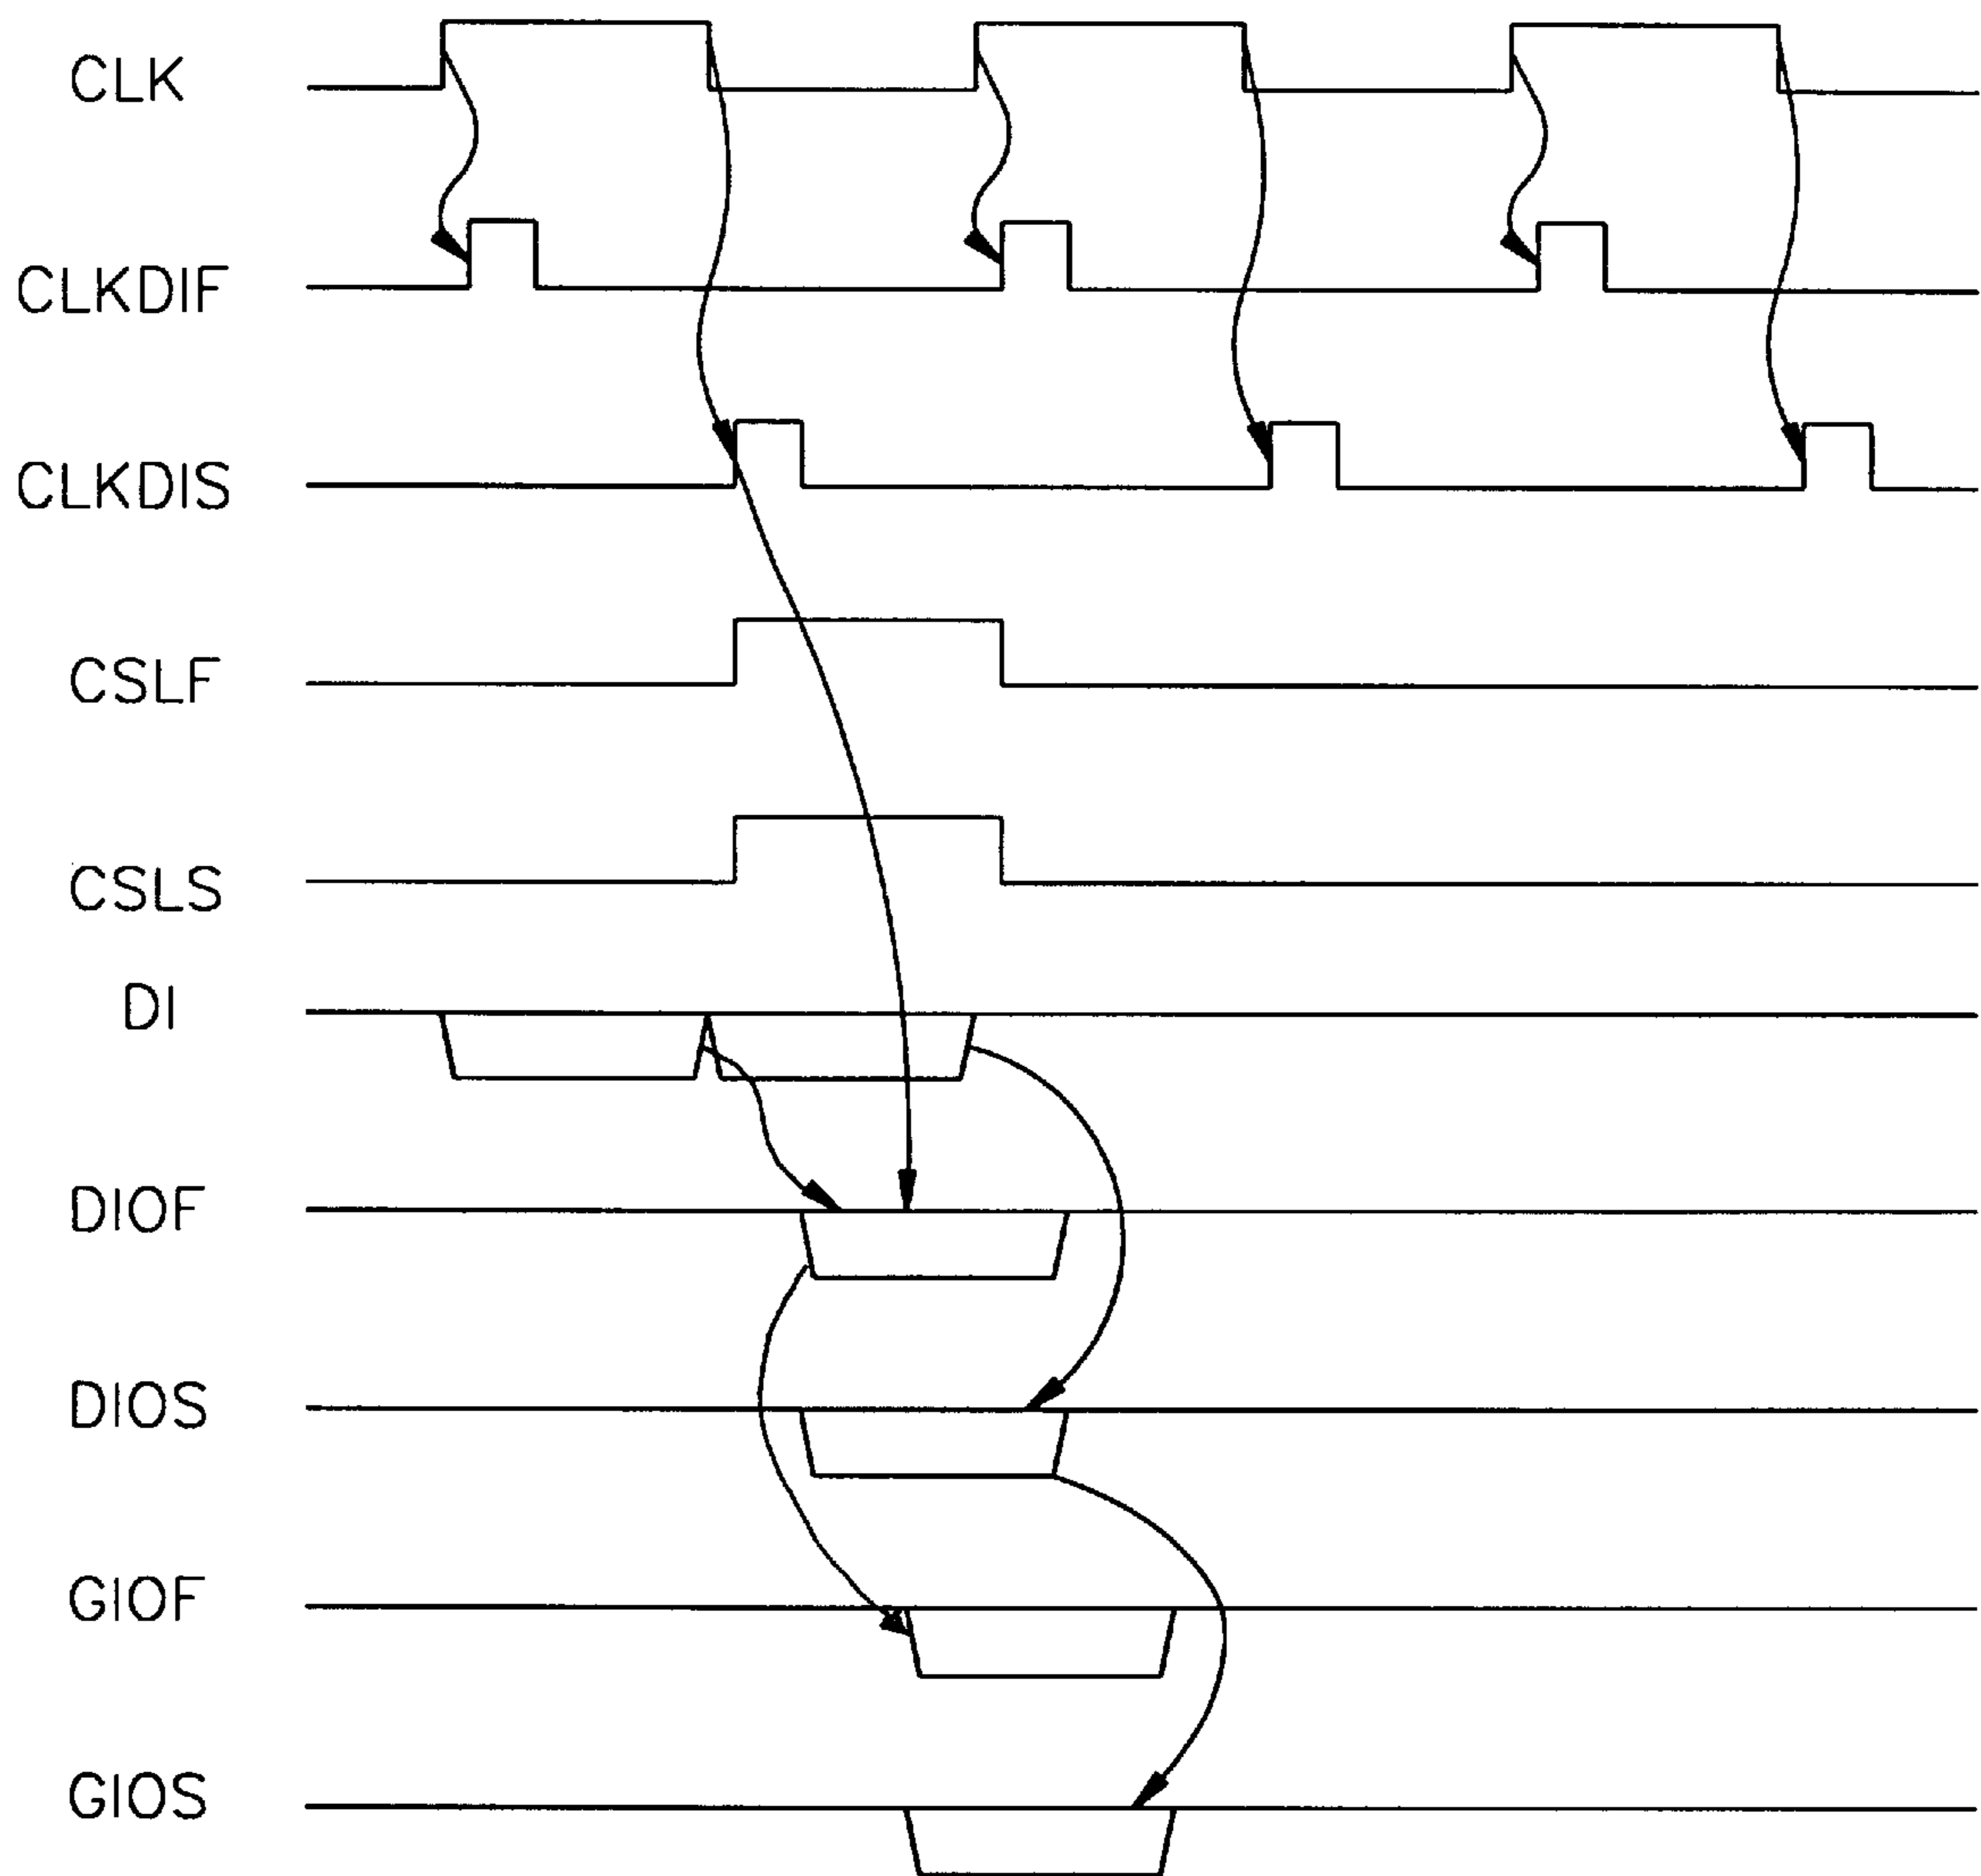 CLK
CLKDIF
CLKDIS
CSLF
CSLS
DI
DIOF
DIOS
GIOF
GIOS